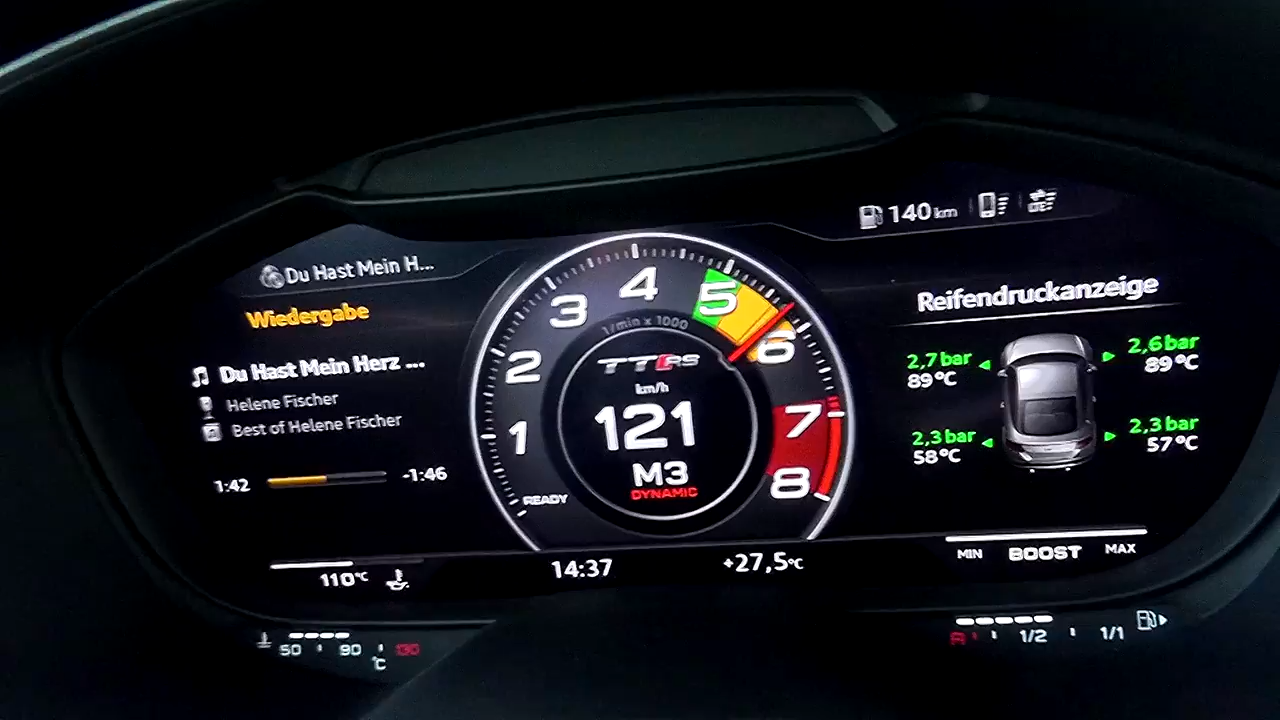 140 km
Du Hast Mein H...
Wiedergabe
Du Hast Mein Herz ...
Helene Fischer
Best of Helene Fischer
1:42
-1:46
110°C
1
2
3
4
5
6
7
8
1/min x 1000
TTRS
km/h
121
M3
DYNAMIC
READY
14:37
+27,5°C
Reifendruckanzeige
2,7 bar 2,6 bar
89°C 89°C
2,3 bar 2,3 bar
58°C 57°C
MIN BOOST MAX
50 90 130
°C
R 1/2 1/1